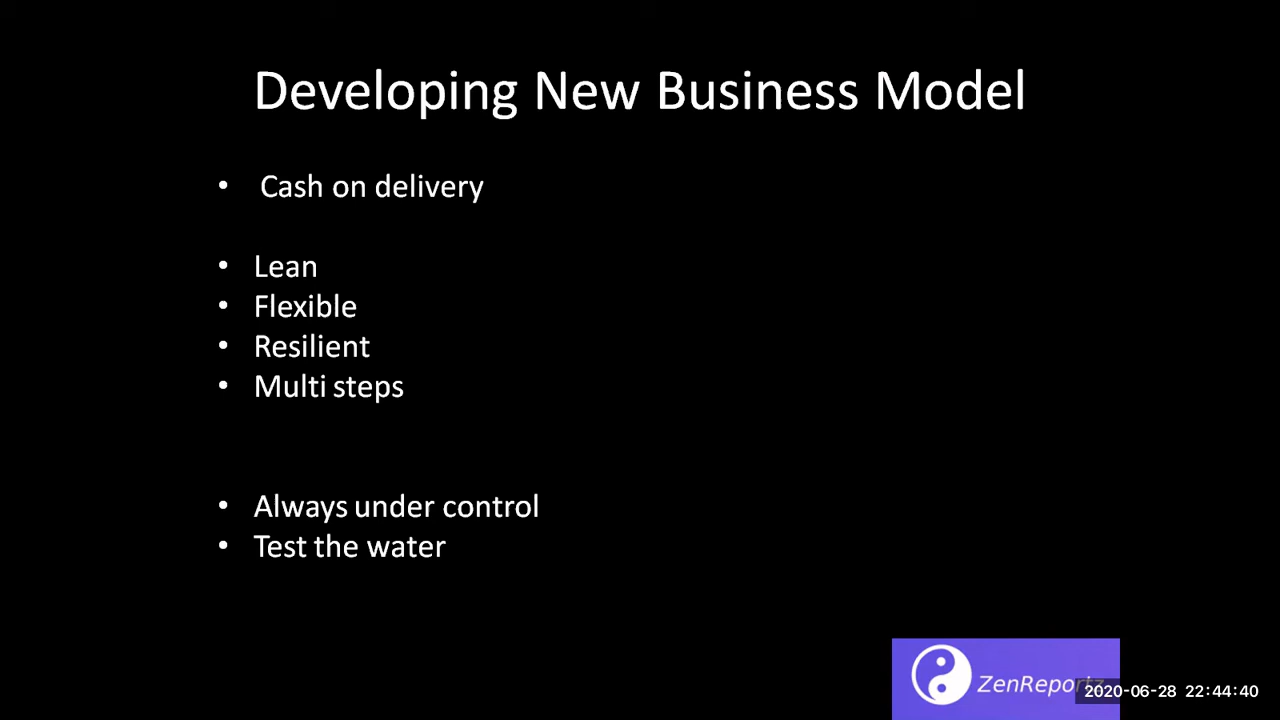 Developing New Business Model
• Cash on delivery
• Lean
• Flexible
• Resilient
• Multi steps
• Always under control
• Test the water
ZenReportz
2020-06-28 22:44:40